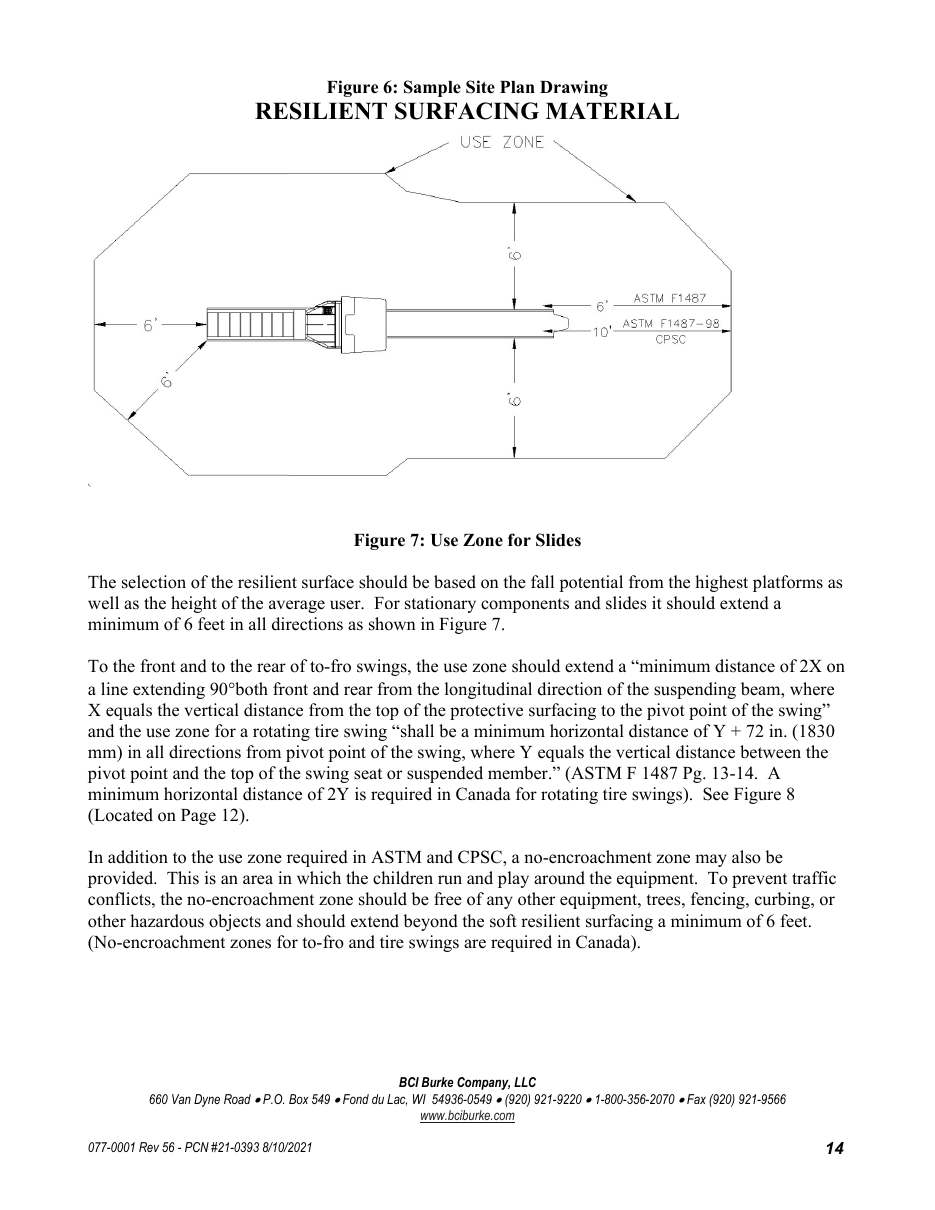 Figure 6: Sample Site Plan Drawing
RESILIENT SURFACING MATERIAL
USE ZONE
6'
6' ASTM F1487
6'
10' ASTM F1487-98
CPSC
6'
6'
Figure 7: Use Zone for Slides
The selection of the resilient surface should be based on the fall potential from the highest platforms as
well as the height of the average user. For stationary components and slides it should extend a
minimum of 6 feet in all directions as shown in Figure 7.
To the front and to the rear of to-fro swings, the use zone should extend a “minimum distance of 2X on
a line extending 90°both front and rear from the longitudinal direction of the suspending beam, where
X equals the vertical distance from the top of the protective surfacing to the pivot point of the swing”
and the use zone for a rotating tire swing “shall be a minimum horizontal distance of Y + 72 in. (1830
mm) in all directions from pivot point of the swing, where Y equals the vertical distance between the
pivot point and the top of the swing seat or suspended member.” (ASTM F 1487 Pg. 13-14. A
minimum horizontal distance of 2Y is required in Canada for rotating tire swings). See Figure 8
(Located on Page 12).
In addition to the use zone required in ASTM and CPSC, a no-encroachment zone may also be
provided. This is an area in which the children run and play around the equipment. To prevent traffic
conflicts, the no-encroachment zone should be free of any other equipment, trees, fencing, curbing, or
other hazardous objects and should extend beyond the soft resilient surfacing a minimum of 6 feet.
(No-encroachment zones for to-fro and tire swings are required in Canada).
BCI Burke Company, LLC
660 Van Dyne Road • P.O. Box 549 • Fond du Lac, WI 54936-0549 • (920) 921-9220 • 1-800-356-2070 • Fax (920) 921-9566
www.bciburke.com
077-0001 Rev 56 - PCN #21-0393 8/10/2021
14